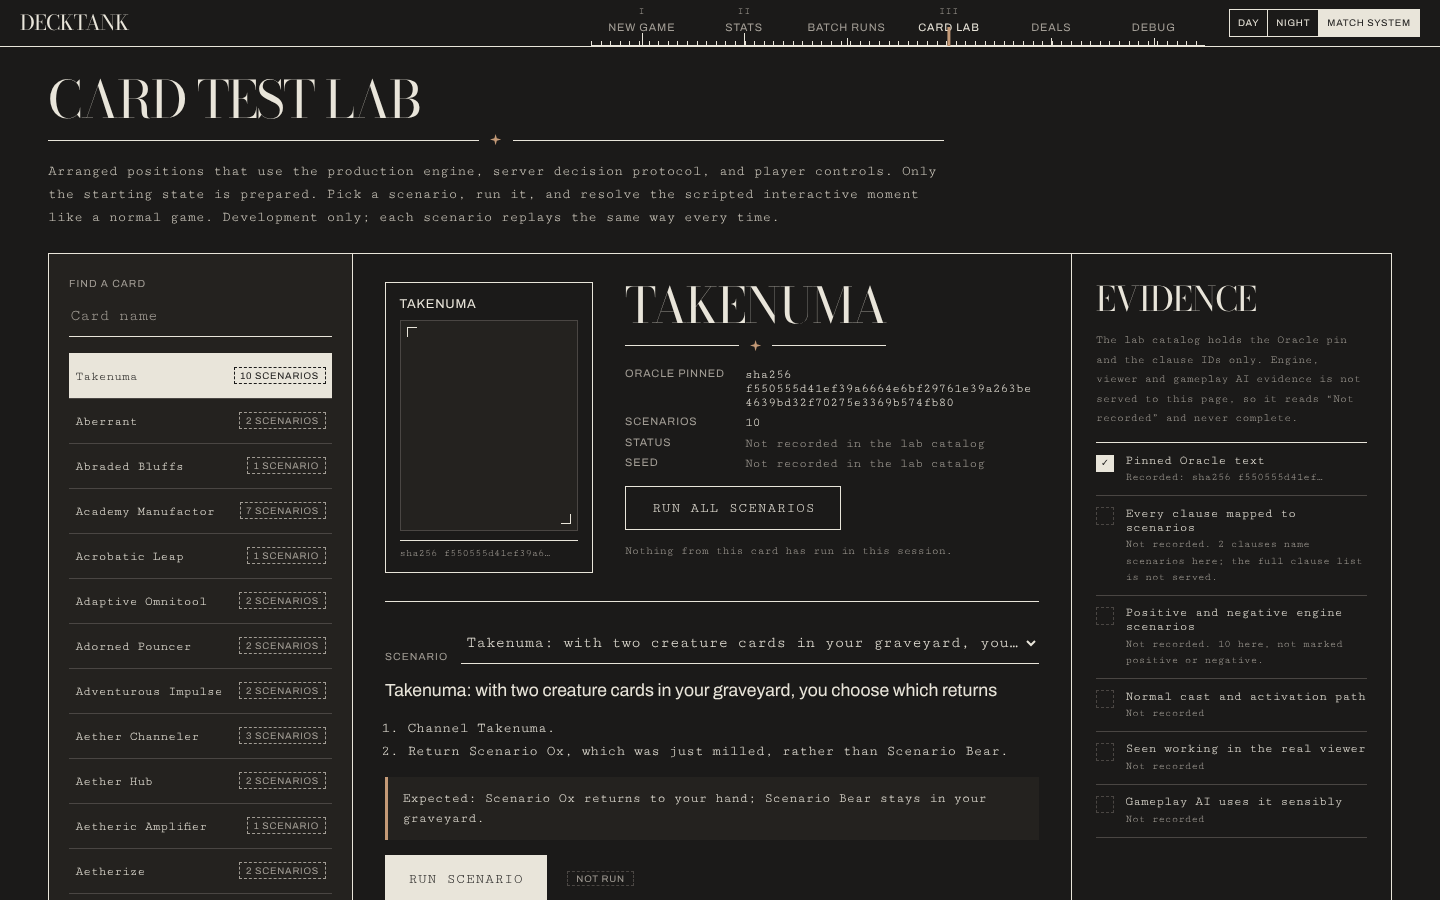 DECKTANK
I
II
III
NEW GAME
STATS
BATCH RUNS
CARD LAB
DEALS
DEBUG
DAY
NIGHT
MATCH SYSTEM
CARD TEST LAB
Arranged positions that use the production engine, server decision protocol, and player controls. Only
the starting state is prepared. Pick a scenario, run it, and resolve the scripted interactive moment
like a normal game. Development only; each scenario replays the same way every time.
FIND A CARD
Card name
Takenuma 10 SCENARIOS
Aberrant 2 SCENARIOS
Abraded Bluffs 1 SCENARIO
Academy Manufactor 7 SCENARIOS
Acrobatic Leap 1 SCENARIO
Adaptive Omnitool 2 SCENARIOS
Adorned Pouncer 2 SCENARIOS
Adventurous Impulse 2 SCENARIOS
Aether Channeler 3 SCENARIOS
Aether Hub 2 SCENARIOS
Aetheric Amplifier 1 SCENARIO
Aetherize 2 SCENARIOS
TAKENUMA
sha256 f550555d41ef39a6…
TAKENUMA
ORACLE PINNED sha256
f550555d41ef39a6664e6bf29761e39a263be
4639bd32f70275e3369b574fb80
SCENARIOS 10
STATUS Not recorded in the lab catalog
SEED Not recorded in the lab catalog
RUN ALL SCENARIOS
Nothing from this card has run in this session.
SCENARIO Takenuma: with two creature cards in your graveyard, you…
Takenuma: with two creature cards in your graveyard, you choose which returns
1. Channel Takenuma.
2. Return Scenario Ox, which was just milled, rather than Scenario Bear.
Expected: Scenario Ox returns to your hand; Scenario Bear stays in your
graveyard.
RUN SCENARIO
NOT RUN
EVIDENCE
The lab catalog holds the Oracle pin
and the clause IDs only. Engine,
viewer and gameplay AI evidence is not
served to this page, so it reads “Not
recorded” and never complete.
✓ Pinned Oracle text
Recorded: sha256 f550555d41ef…
Every clause mapped to
scenarios
Not recorded. 2 clauses name
scenarios here; the full clause list
is not served.
Positive and negative engine
scenarios
Not recorded. 10 here, not marked
positive or negative.
Normal cast and activation path
Not recorded
Seen working in the real viewer
Not recorded
Gameplay AI uses it sensibly
Not recorded